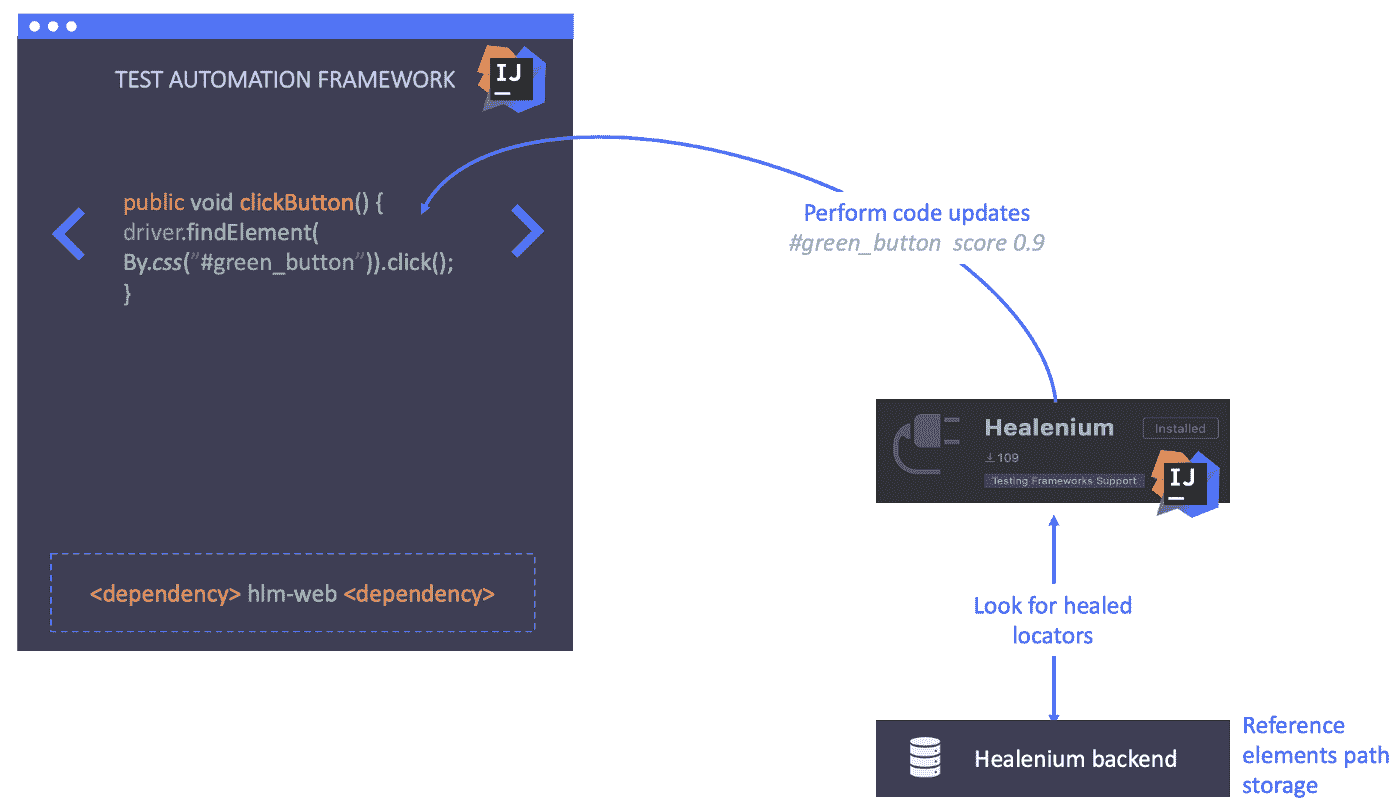 TEST AUTOMATION FRAMEWORK
IJ
public void clickButton() {
driver.findElement(
By.css(”#green_button”)).click();
}
<dependency> hlm-web <dependency>
Perform code updates
#green_button score 0.9
Healenium
Installed
109
Testing Frameworks Support
IJ
Look for healed
locators
Healenium backend
Reference
elements path
storage